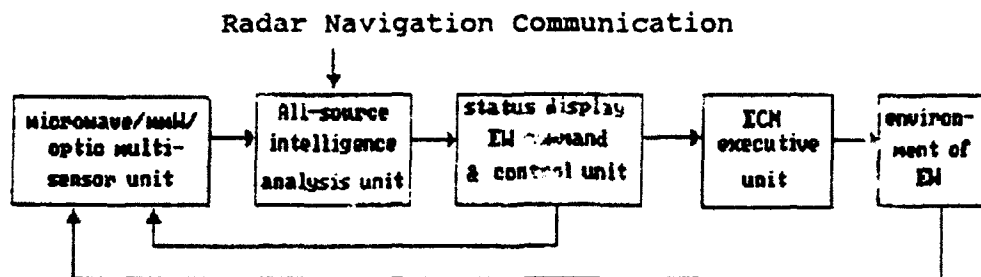 Radar Navigation Communication
microwave/MMW/
optic multi-
sensor unit
All-source
intelligence
analysis unit
status display
EW command
& control unit
ECM
executive
unit
environ-
ment of
EW